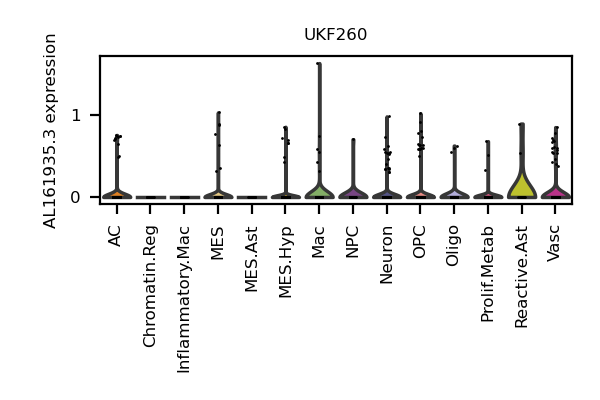 UKF260
AL161935.3 expression
1
0
AC
Chromatin.Reg
Inflammatory.Mac
MES
MES.Ast
MES.Hyp
Mac
NPC
Neuron
OPC
Oligo
Prolif.Metab
Reactive.Ast
Vasc